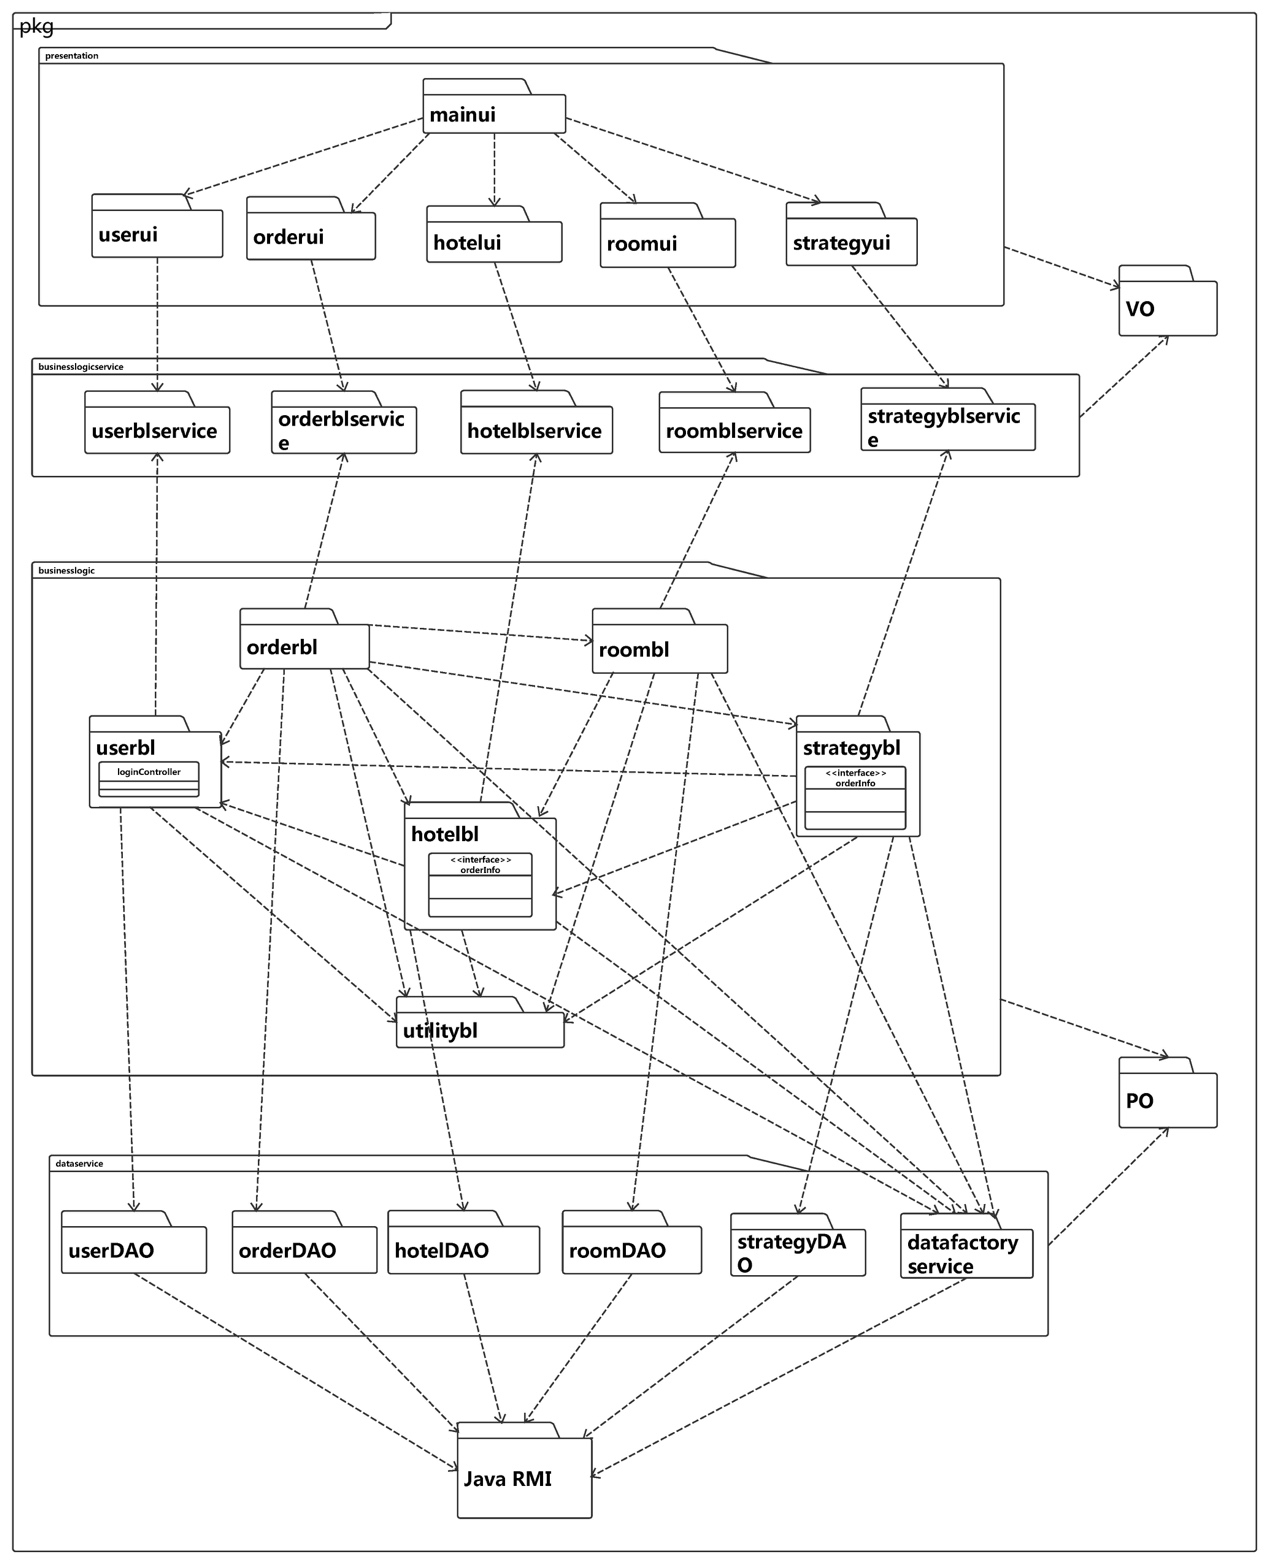 pkg
presentation
mainui
userui
orderui
hotelui
roomui
strategyui
VO
businesslogicservice
userblservice
orderblservic
e
hotelblservice
roomblservice
strategyblservic
e
businesslogic
orderbl
roombl
userbl
loginController
strategybl
<<interface>>
orderInfo
hotelbl
<<interface>>
orderInfo
utilitybl
PO
dataservice
userDAO
orderDAO
hotelDAO
roomDAO
strategyDA
O
datafactory
service
Java RMI